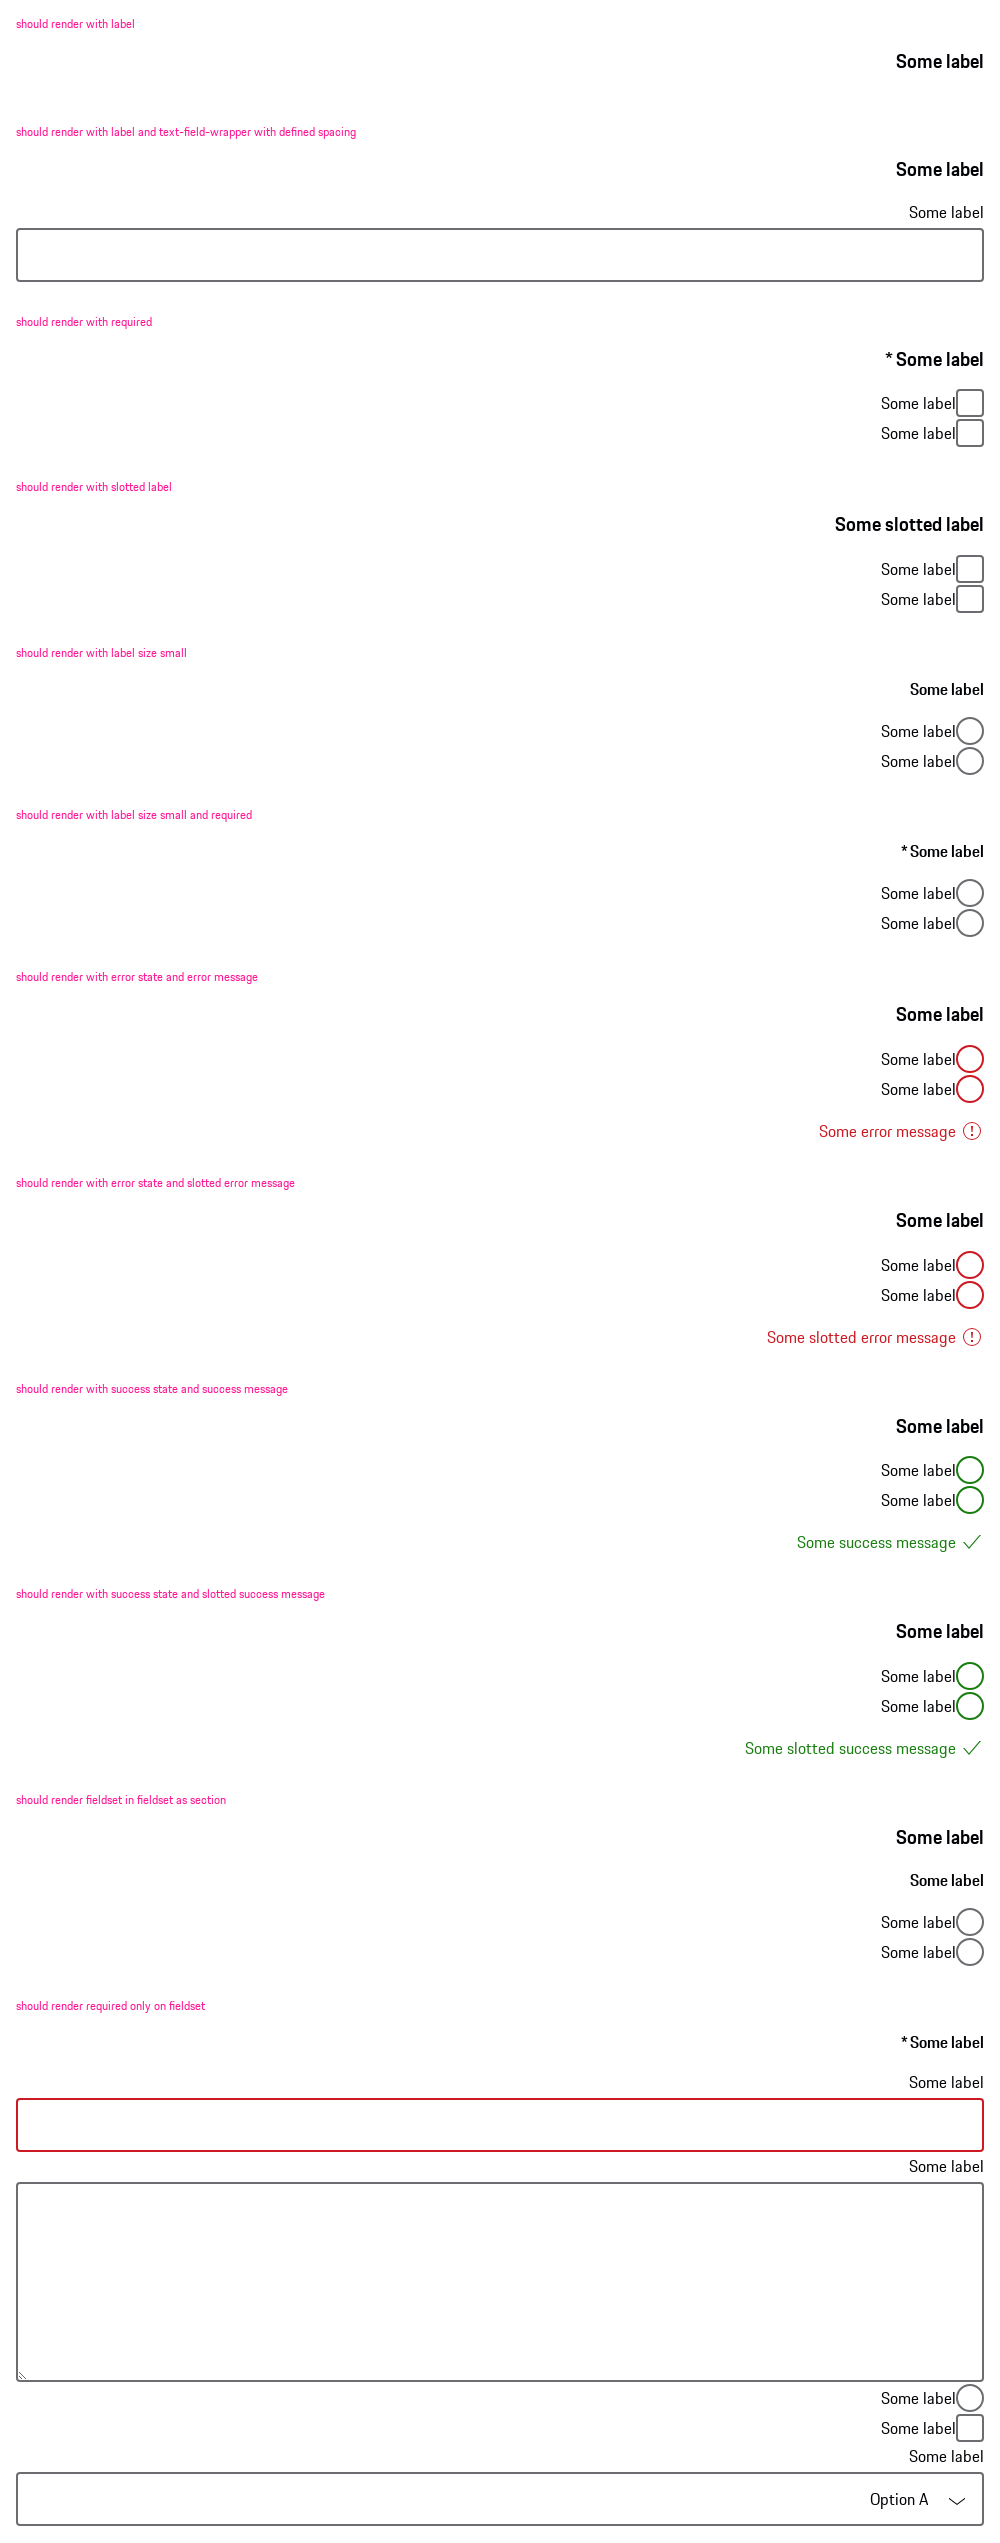 should render with label
Some label
should render with label and text-field-wrapper with defined spacing
Some label
Some label
should render with required
* Some label
Some label
Some label
should render with slotted label
Some slotted label
Some label
Some label
should render with label size small
Some label
Some label
Some label
should render with label size small and required
* Some label
Some label
Some label
should render with error state and error message
Some label
Some label
Some label
Some error message
should render with error state and slotted error message
Some label
Some label
Some label
Some slotted error message
should render with success state and success message
Some label
Some label
Some label
Some success message
should render with success state and slotted success message
Some label
Some label
Some label
Some slotted success message
should render fieldset in fieldset as section
Some label
Some label
Some label
Some label
should render required only on fieldset
* Some label
Some label
Some label
Some label
Some label
Some label
Option A